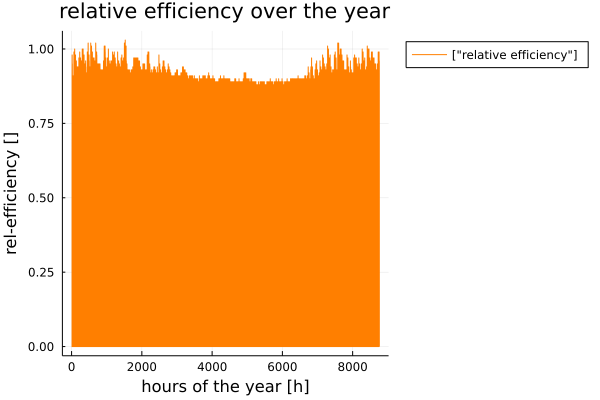 relative efficiency over the year
["relative efficiency"]
rel-efficiency []
1.00
0.75
0.50
0.25
0.00
0 2000 4000 6000 8000
hours of the year [h]